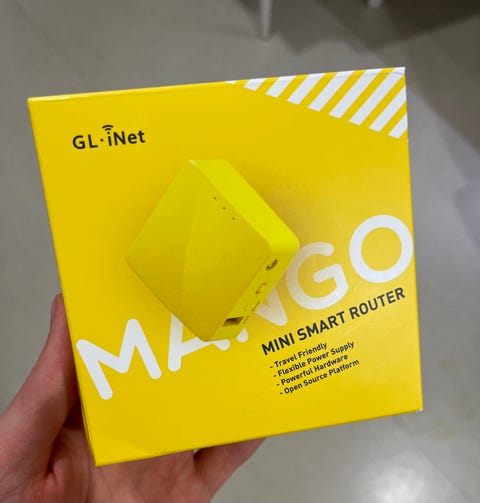 GL·iNet
MANGO
MINI SMART ROUTER
- Travel Friendly
- Flexible Power Supply
- Powerful Hardware
- Open Source Platform